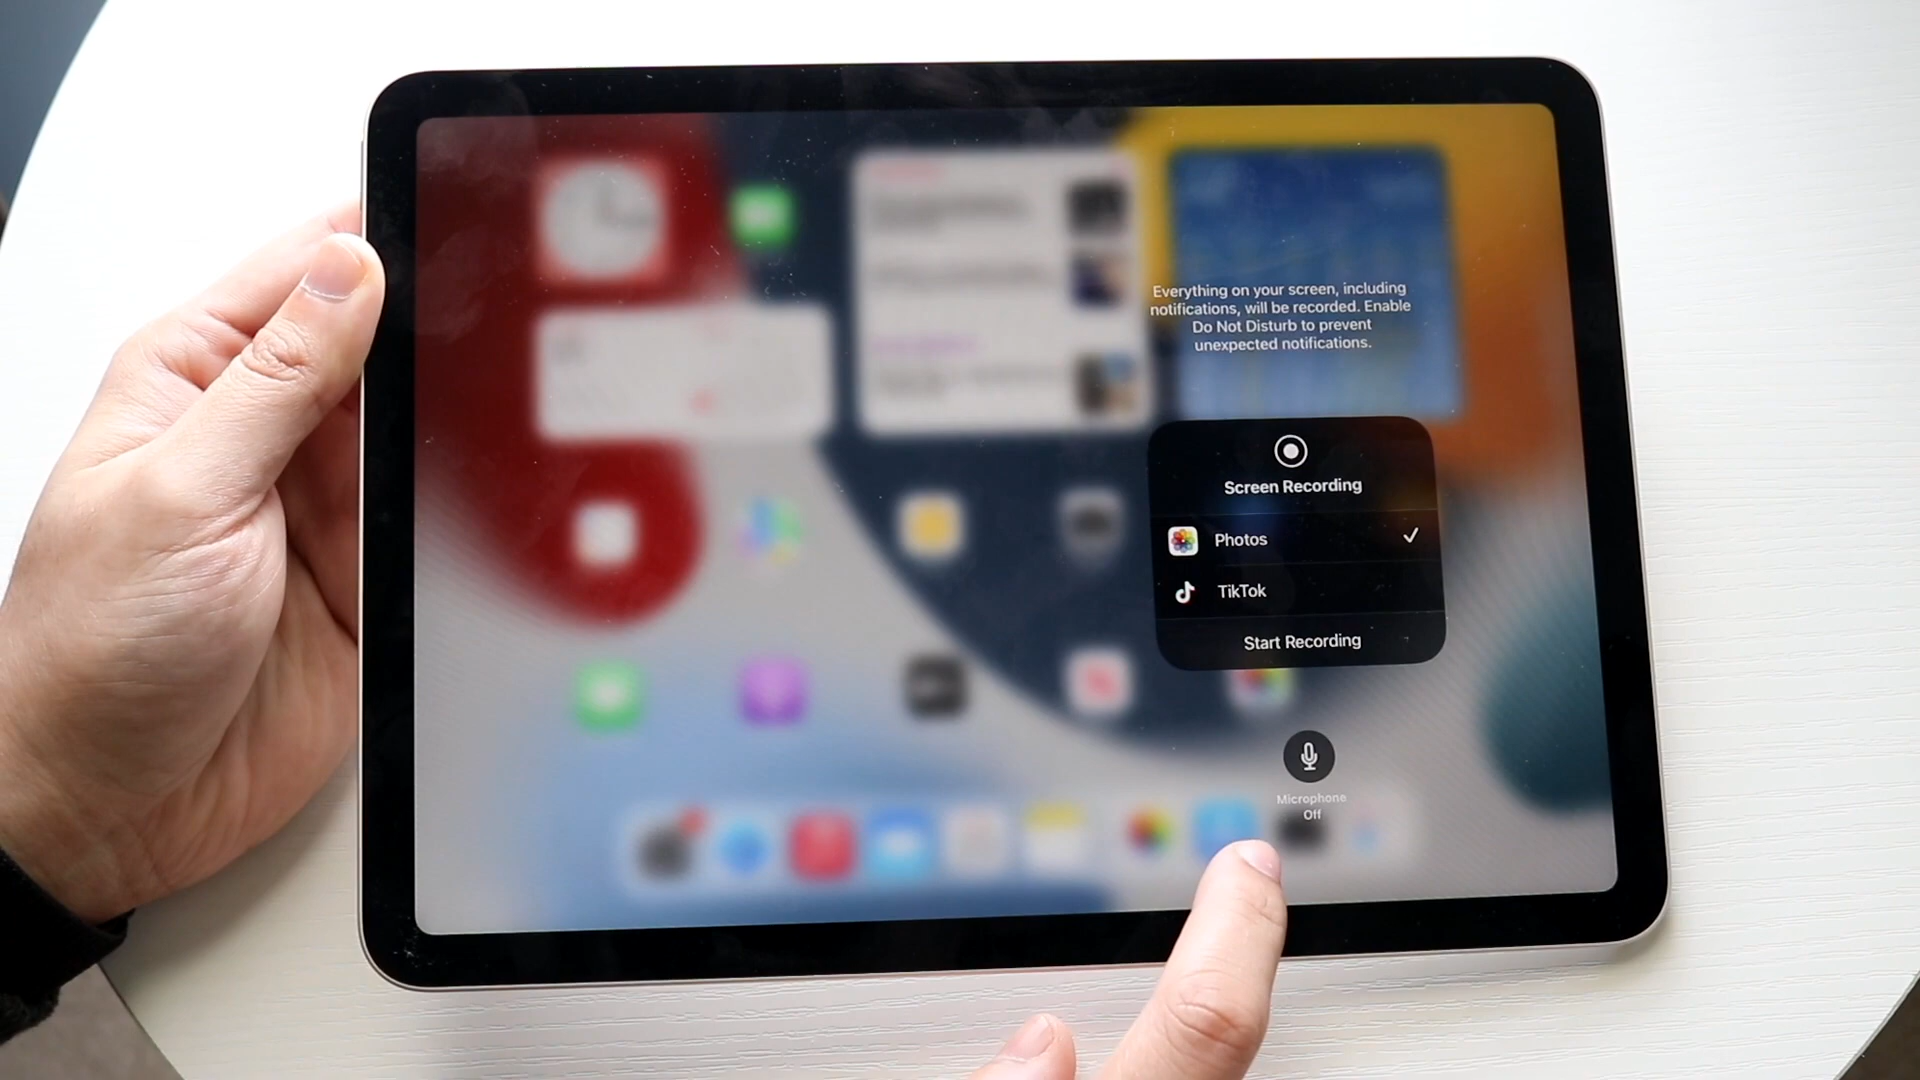 Everything on your screen, including
notifications, will be recorded. Enable
Do Not Disturb to prevent
unexpected notifications.
Screen Recording
Photos
TikTok
Start Recording
Microphone
Off